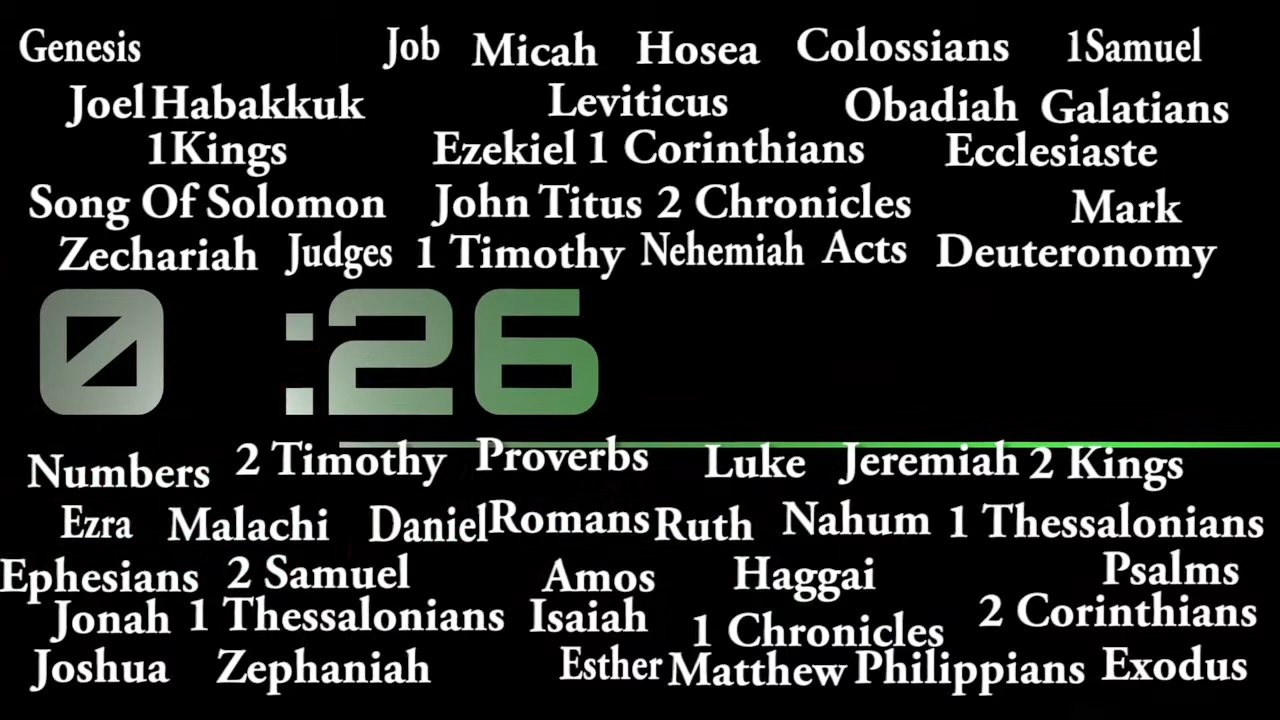 Genesis Job Micah Hosea Colossians 1Samuel
Joel Habakkuk Leviticus Obadiah Galatians
1Kings Ezekiel 1 Corinthians Ecclesiaste
Song Of Solomon John Titus 2 Chronicles Mark
Zechariah Judges 1 Timothy Nehemiah Acts Deuteronomy
0 :26
Numbers 2 Timothy Proverbs Luke Jeremiah 2 Kings
Ezra Malachi Daniel Romans Ruth Nahum 1 Thessalonians
Ephesians 2 Samuel Amos Haggai Psalms
Jonah 1 Thessalonians Isaiah 1 Chronicles 2 Corinthians
Joshua Zephaniah Esther Matthew Philippians Exodus